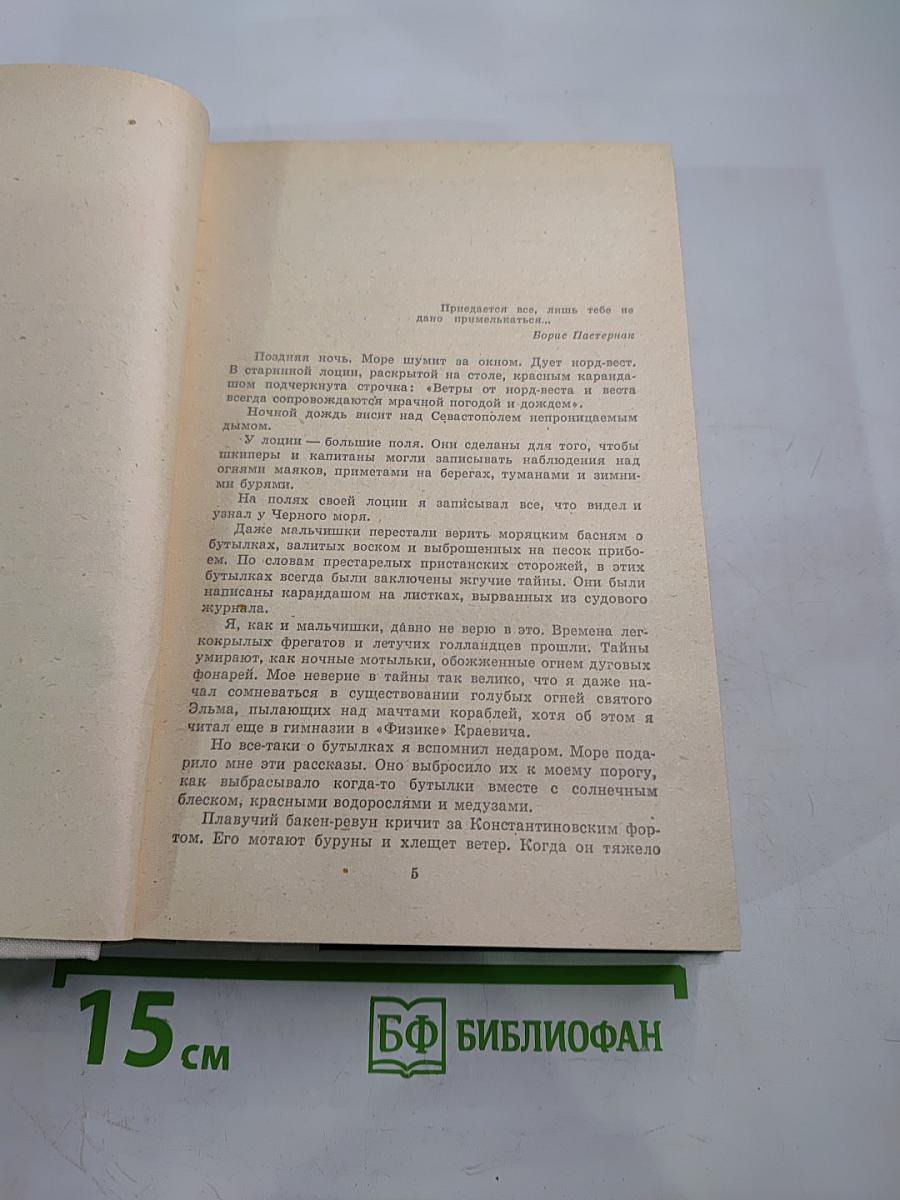 Приедается все, лишь тебе не
дано примелькаться...
Борис Пастернак
Поздняя ночь. Море шумит за окном. Дует норд-вест.
В старинной лоции, раскрытой на столе, красным каранда-
шом подчеркнута строчка: «Ветры от норд-веста и веста
всегда сопровождаются мрачной погодой и дождем».
Ночной дождь висит над Севастополем непроницаемым
дымом.
У лоции — большие поля. Они сделаны для того, чтобы
шкиперы и капитаны могли записывать наблюдения над
огнями маяков, приметами на берегах, туманами и зимни-
ми бурями.
На полях своей лоции я записывал все, что видел и
узнал у Черного моря.
Даже мальчишки перестали верить моряцким басням о
бутылках, залитых воском и выброшенных на песок прибо-
ем. По словам престарелых пристанских сторожей, в этих
бутылках всегда были заключены жгучие тайны. Они были
написаны карандашом на листках, вырванных из судового
журнала.
Я, как и мальчишки, давно не верю в это. Времена лег-
кокрылых фрегатов и летучих голландцев прошли. Тайны
умирают, как ночные мотыльки, обожженные огнем дуговых
фонарей. Мое неверие в тайны так велико, что я даже на-
чал сомневаться в существовании голубых огней святого
Эльма, пылающих над мачтами кораблей, хотя об этом я
читал еще в гимназии в «Физике» Краевича.
Но все-таки о бутылках я вспомнил недаром. Море пода-
рило мне эти рассказы. Оно выбросило их к моему порогу,
как выбрасывало когда-то бутылки вместе с солнечным
блеском, красными водорослями и медузами.
Плавучий бакен-ревун кричит за Константиновским фор-
том. Его мотают буруны и хлещет ветер. Когда он тяжело
5
15 см
БФ БИБЛИОФАН